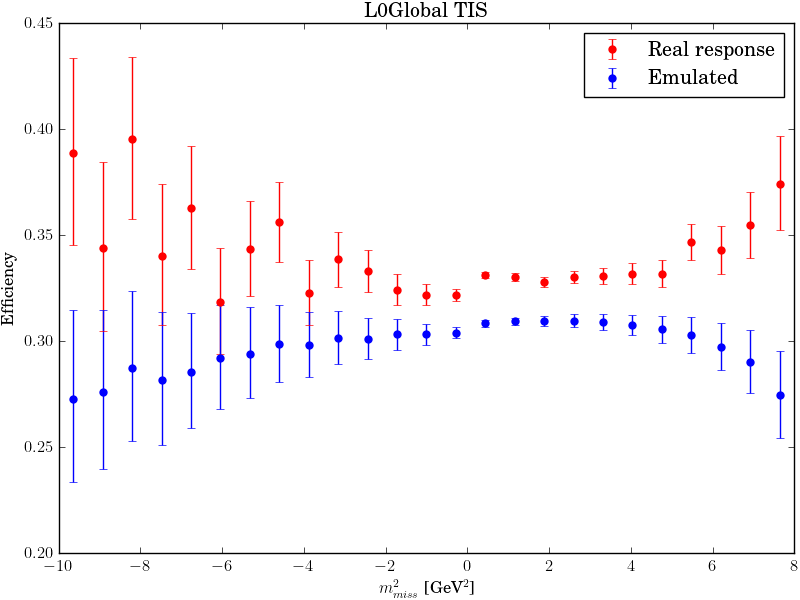 L0Global TIS
Real response
Emulated
Efficiency
0.45
0.40
0.35
0.30
0.25
0.20
−10 −8 −6 −4 −2 0 2 4 6 8
m²miss [GeV²]